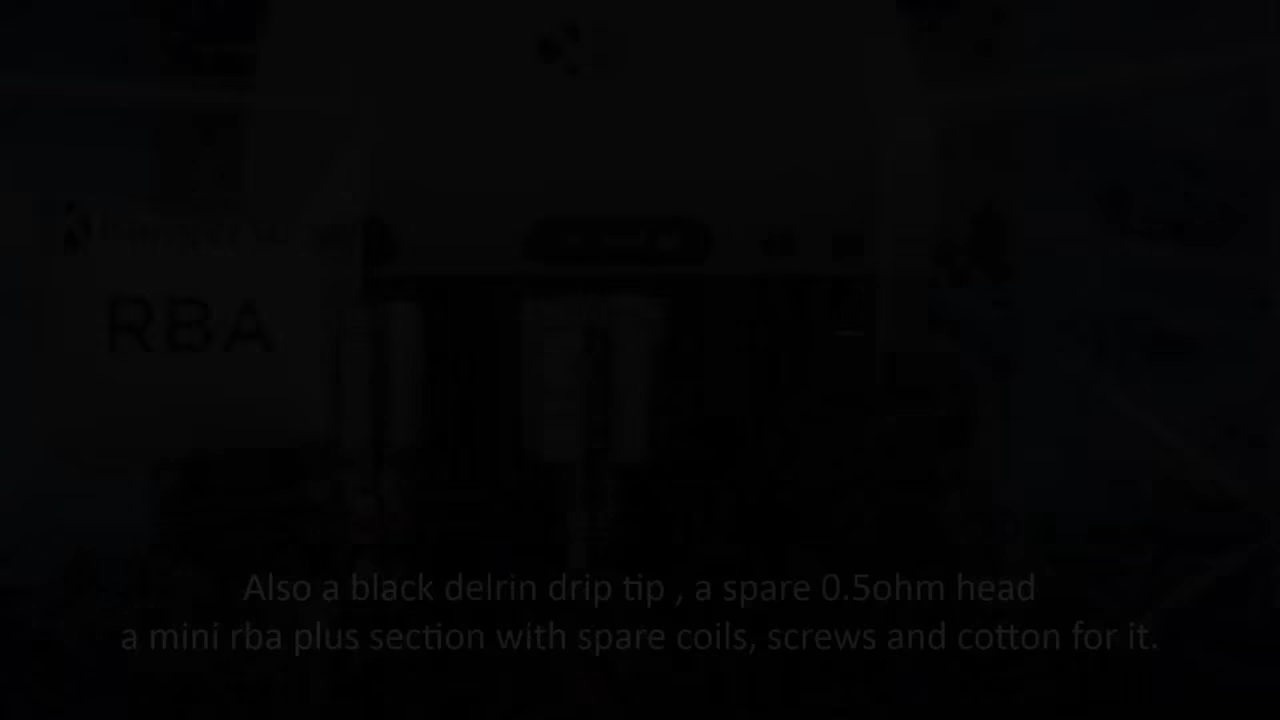 RBA
Also a black delrin drip tip , a spare 0.5ohm head
a mini rba plus section with spare coils, screws and cotton for it.